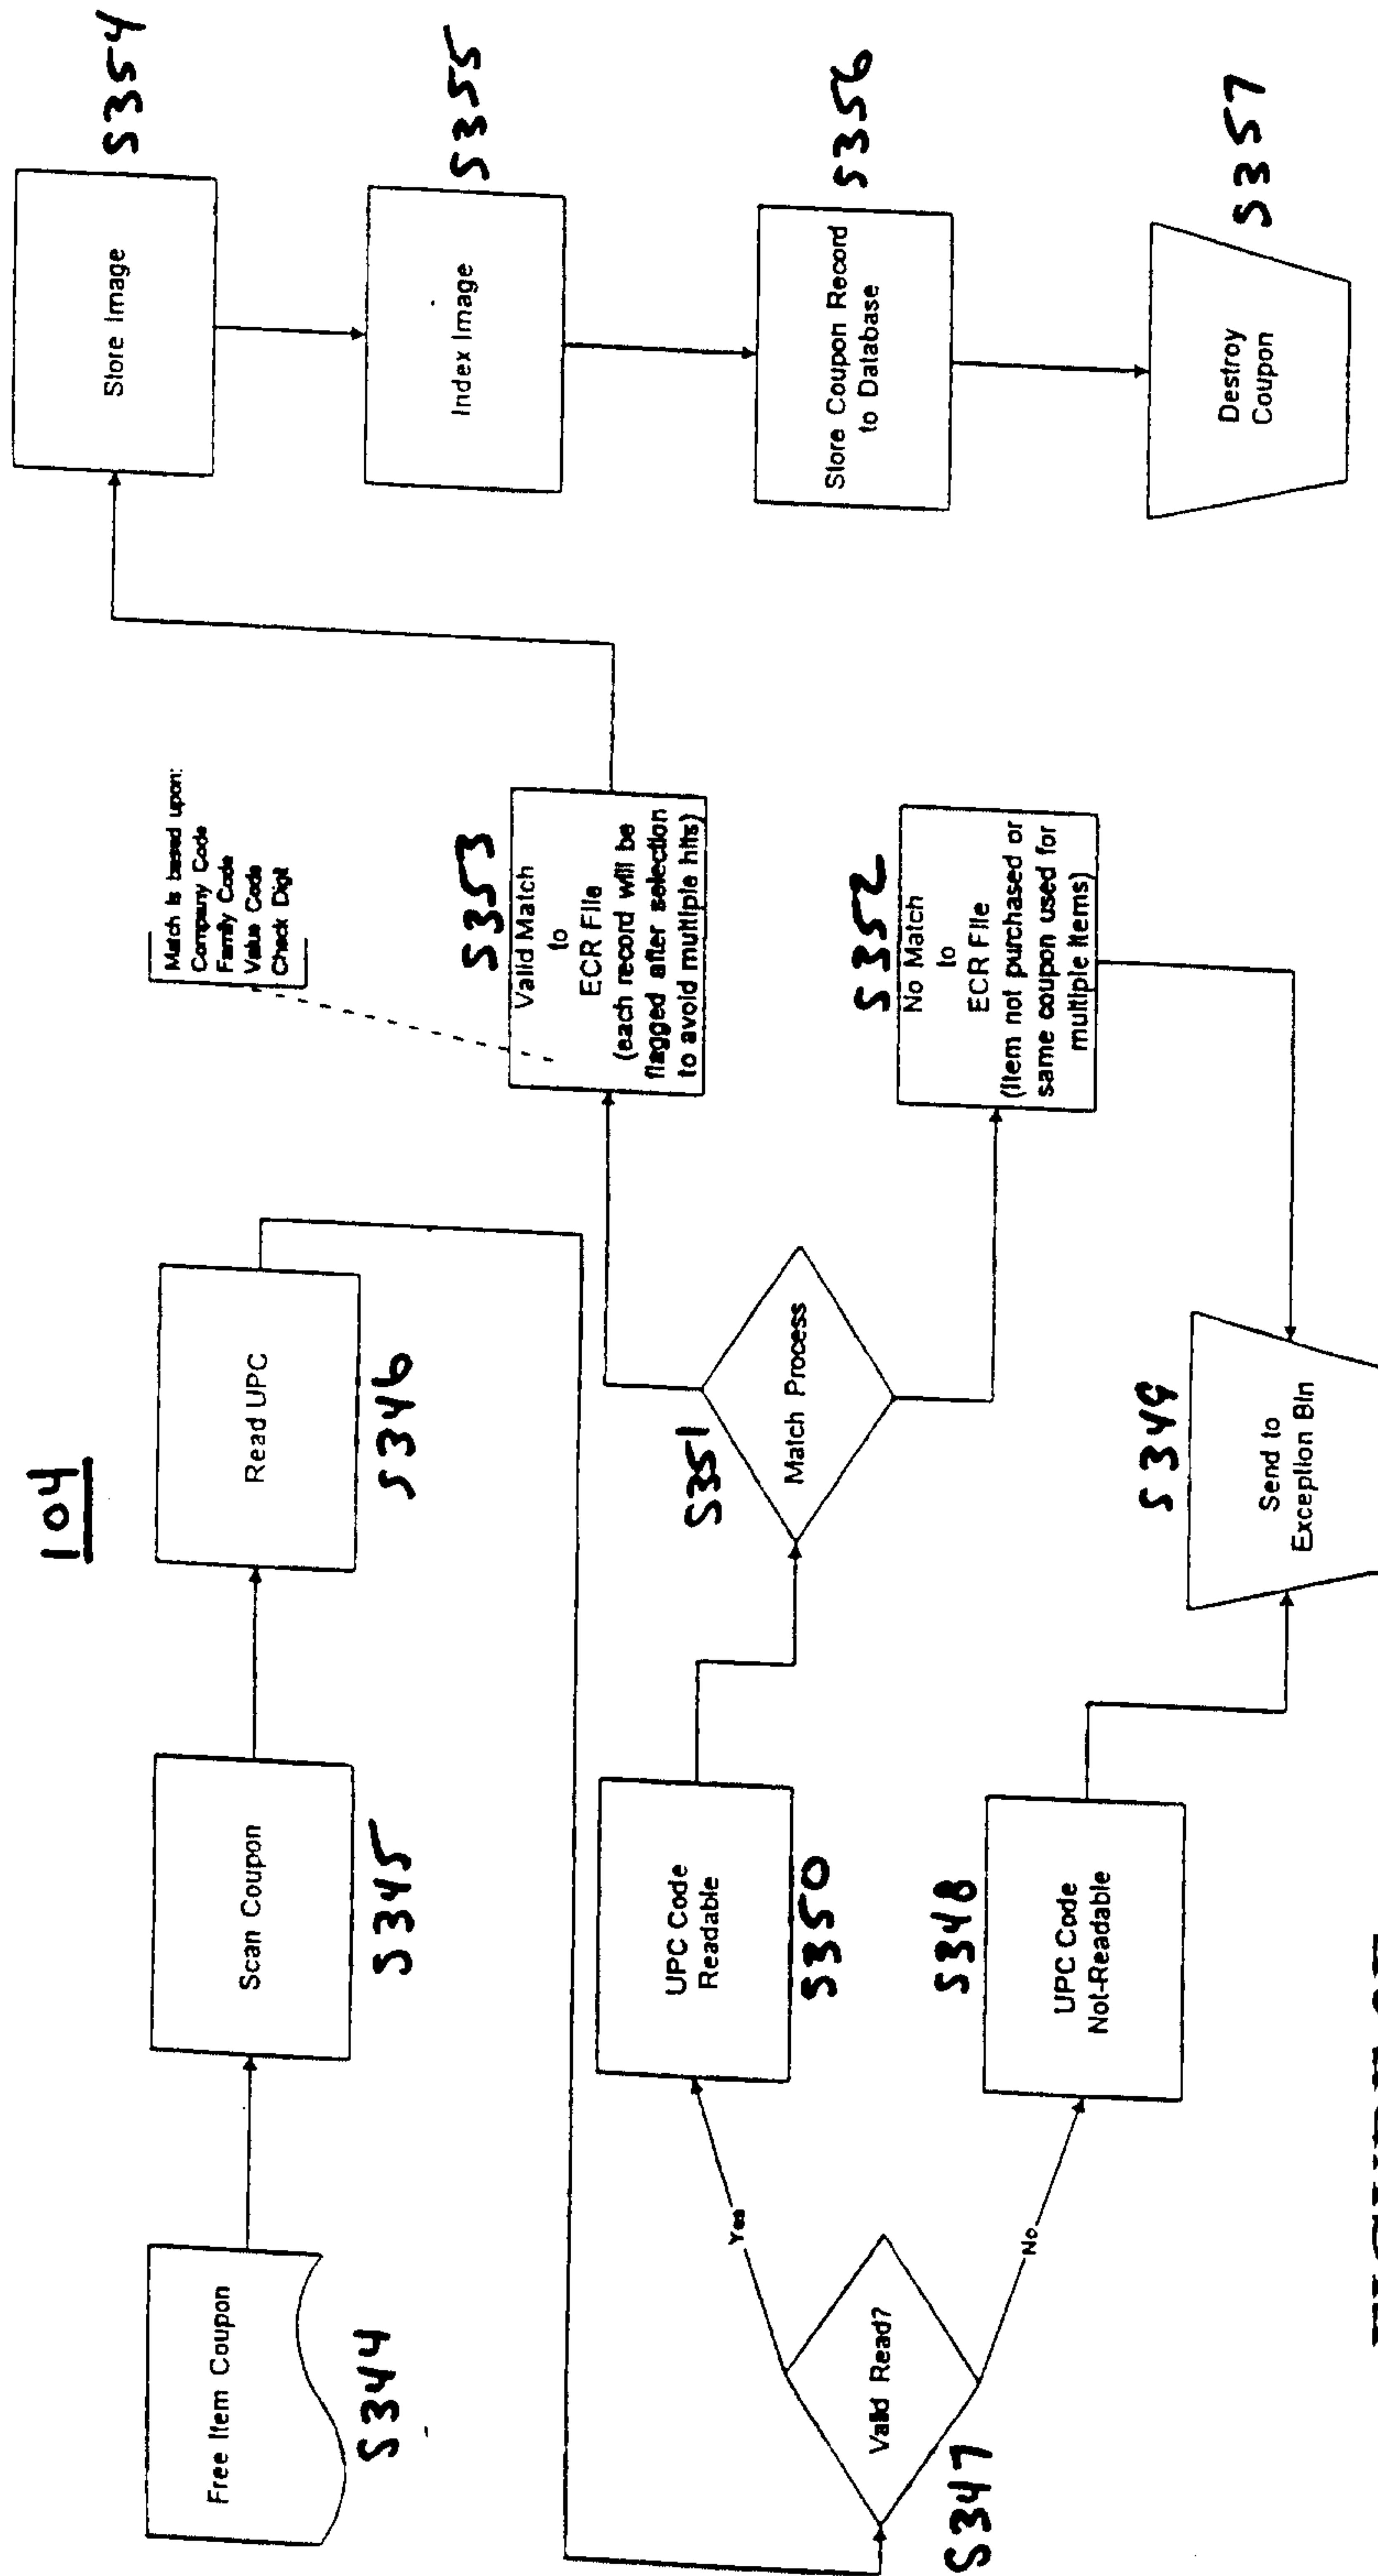 104
Free Item Coupon
S344
Scan Coupon
S345
Read UPC
S346
Valid Read?
S347
Yes
No
UPC Code
Readable
S350
S348
UPC Code
Not-Readable
S351
Match Process
S349
Send to
Exception Bin
Match is based upon:
Company Code
Family Code
Value Code
Check Digit
S353
Valid Match
to
ECR File
(each record will be
flagged after selection
to avoid multiple hits)
S352
No Match
to
ECR File
(Item not purchased or
same coupon used for
multiple items)
Store Image
S354
Index Image
S355
Store Coupon Record
to Database
S356
Destroy
Coupon
S357